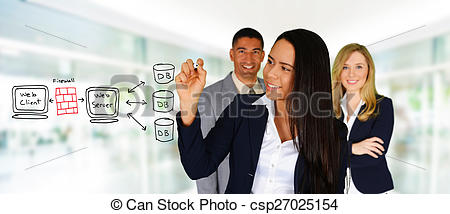 Firewall
Web
Client
Web
Server
DB
DB
DB
© Can Stock Photo - csp27025154